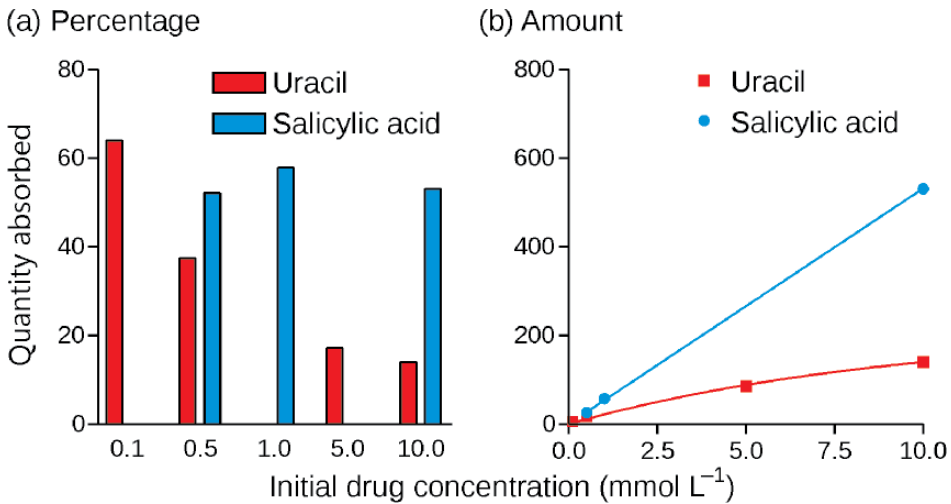 (a) Percentage
80
60
40
20
0
Quantity absorbed
Uracil
Salicylic acid
0.1 0.5 1.0 5.0 10.0
(b) Amount
800
600
400
200
0
Uracil
Salicylic acid
0.0 2.5 5.0 7.5 10.0
Initial drug concentration (mmol L⁻¹)